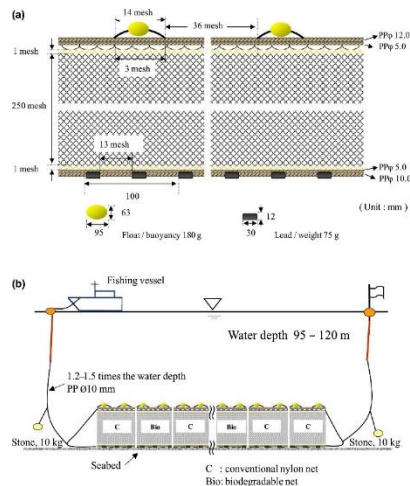 (a)
14 mesh
36 mesh
PPφ 12.0
PPφ 5.0
1 mesh
3 mesh
250 mesh
13 mesh
1 mesh
PPφ 5.0
PPφ 10.0
100
(Unit : mm)
63
12
95
Float / buoyancy 180 g
30
Lead / weight 75 g
(b)
Fishing vessel
Water depth 95 – 120 m
1.2–1.5 times the water depth
PP Ø10 mm
C
Bio
C
Bio
C
C
Stone, 10 kg
Stone, 10 kg
Seabed
C : conventional nylon net
Bio: biodegradable net